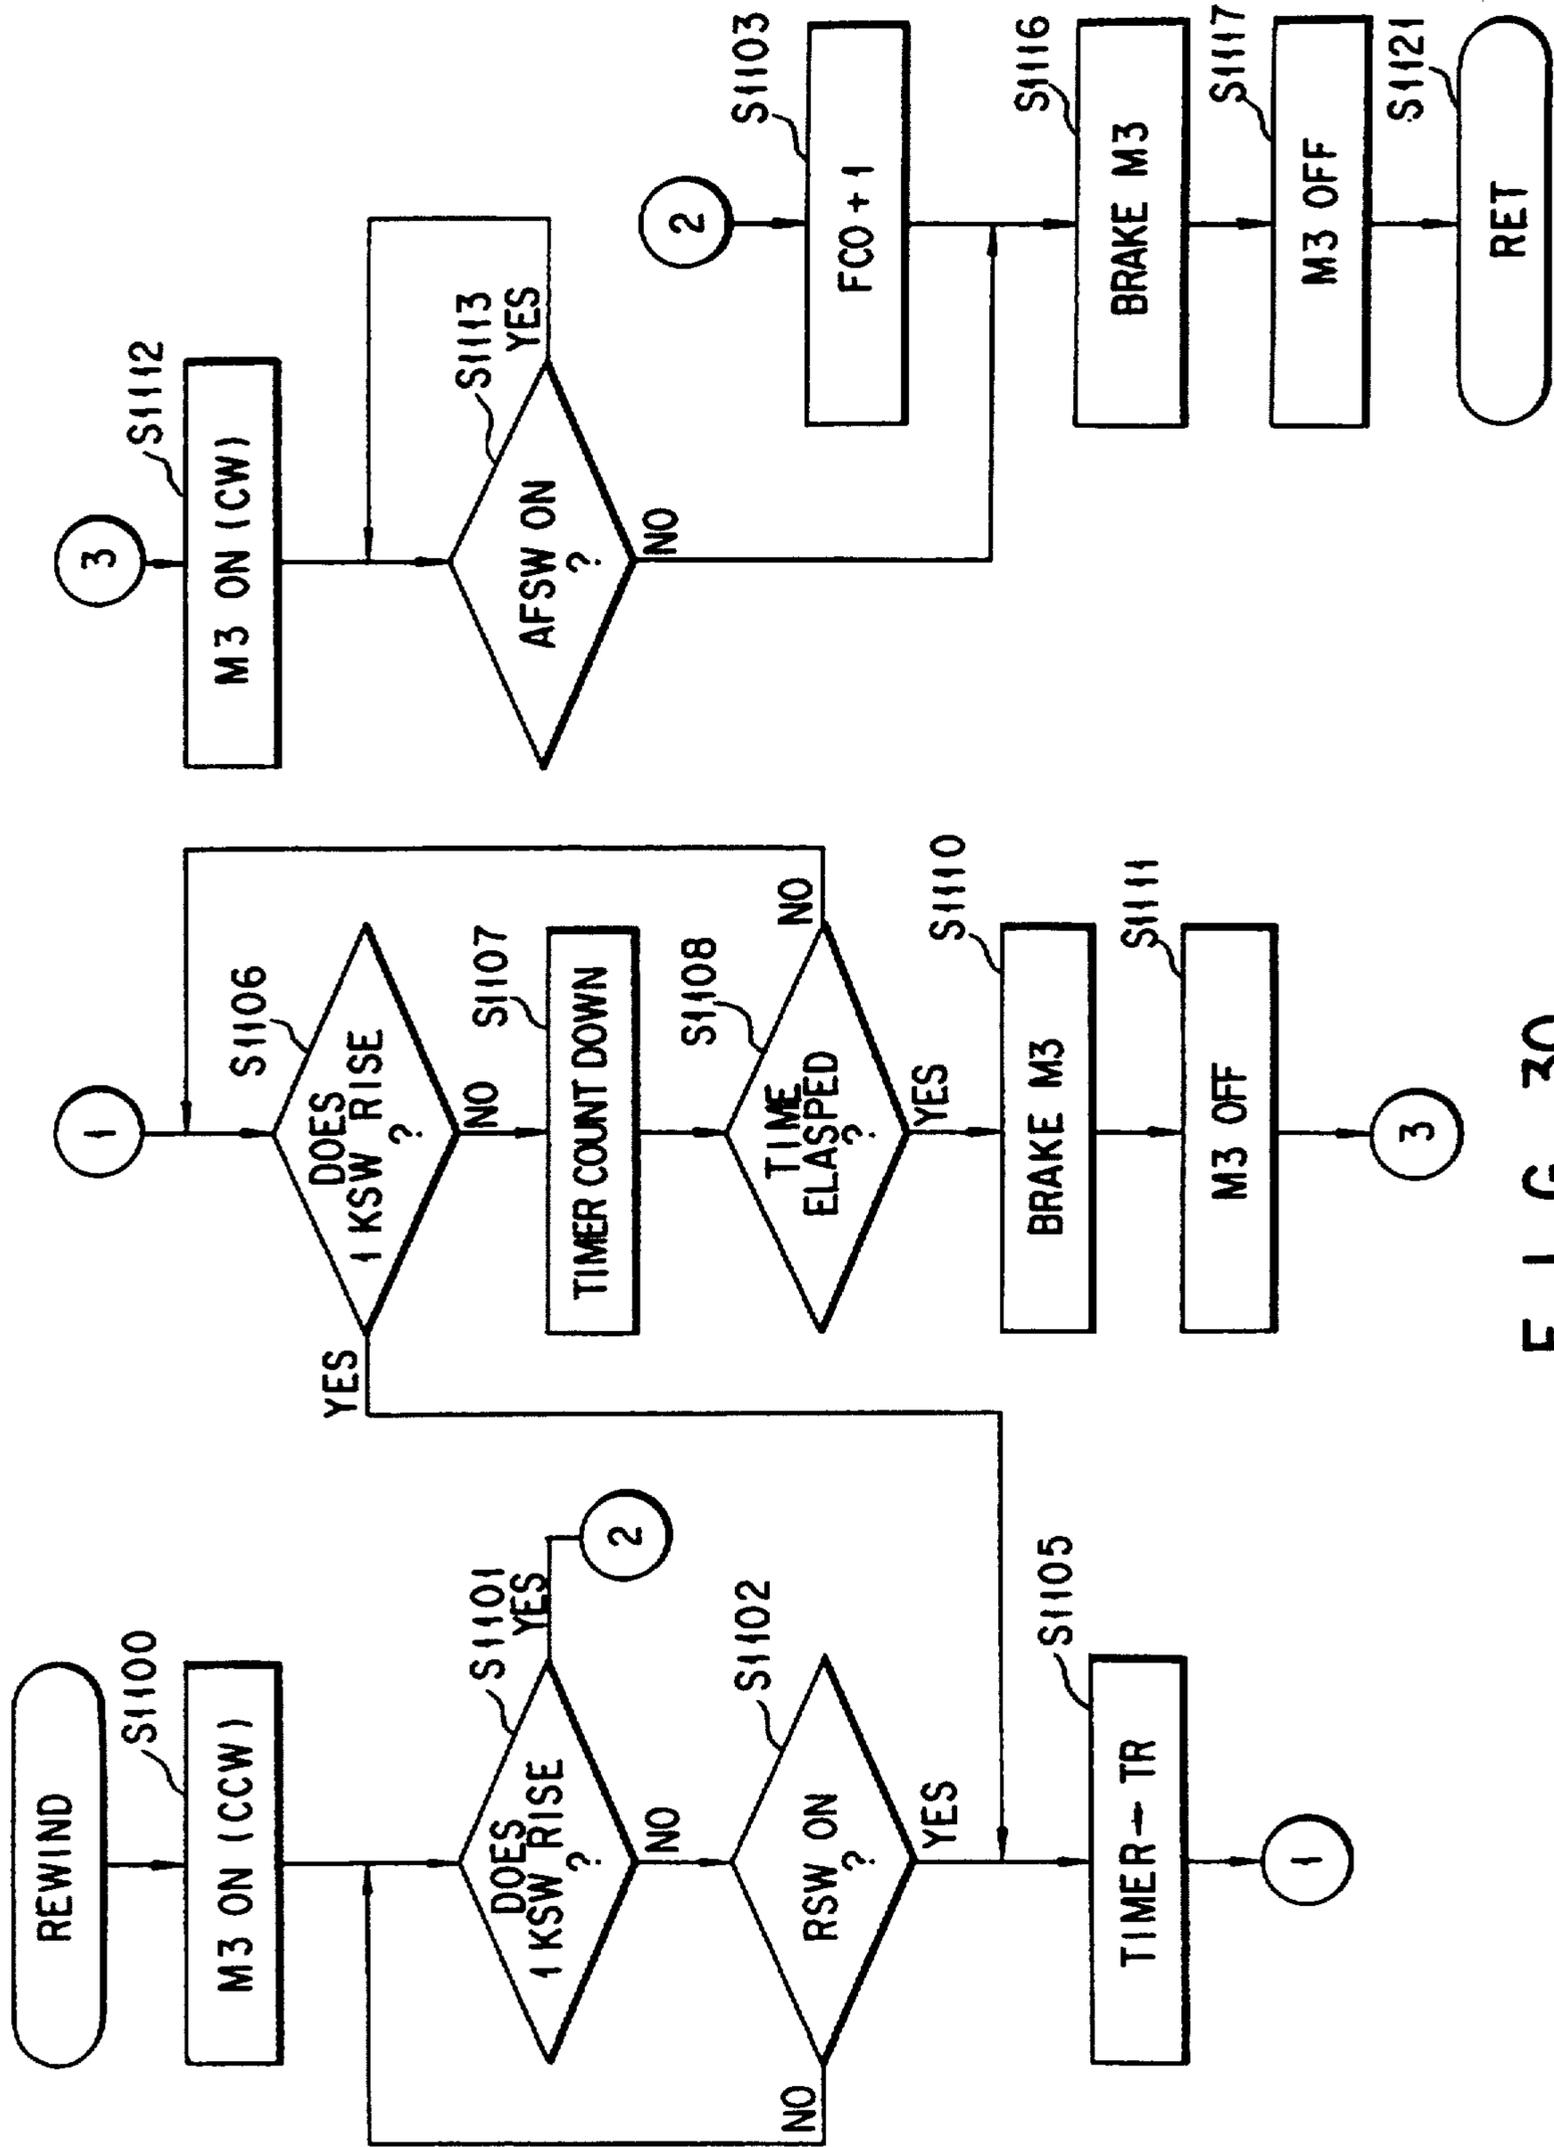 REWIND
S1100
M3 ON (CCW)
S1101
DOES
1 KSW RISE
?
YES
2
NO
S1102
RSW ON
?
NO
YES
S1105
TIMER → TR
1
1
S1106
DOES
1 KSW RISE
?
YES
NO
S1107
TIMER COUNT DOWN
S1108
TIME
ELASPED
?
NO
YES
S1110
BRAKE M3
S1111
M3 OFF
3
3
S1112
M3 ON (CW)
S1113
AFSW ON
?
YES
NO
2
S1103
FC0 + 1
S1116
BRAKE M3
S1117
M3 OFF
S1121
RET
F I G. 30